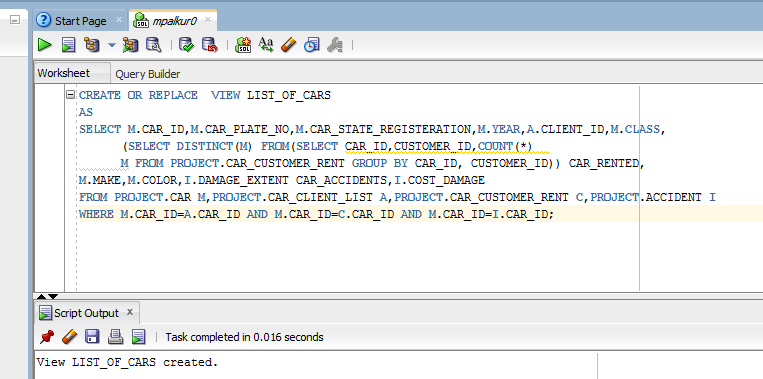 Start Page
mpalkur0
Worksheet
Query Builder
CREATE OR REPLACE  VIEW LIST_OF_CARS
AS
SELECT M.CAR_ID,M.CAR_PLATE_NO,M.CAR_STATE_REGISTERATION,M.YEAR,A.CLIENT_ID,M.CLASS,
(SELECT DISTINCT(M) FROM(SELECT CAR_ID,CUSTOMER_ID,COUNT(*)
M FROM PROJECT.CAR_CUSTOMER_RENT GROUP BY CAR_ID, CUSTOMER_ID)) CAR_RENTED,
M.MAKE,M.COLOR,I.DAMAGE_EXTENT CAR_ACCIDENTS,I.COST_DAMAGE
FROM PROJECT.CAR M,PROJECT.CAR_CLIENT_LIST A,PROJECT.CAR_CUSTOMER_RENT C,PROJECT.ACCIDENT I
WHERE M.CAR_ID=A.CAR_ID AND M.CAR_ID=C.CAR_ID AND M.CAR_ID=I.CAR_ID;
Script Output
Task completed in 0.016 seconds
View LIST_OF_CARS created.